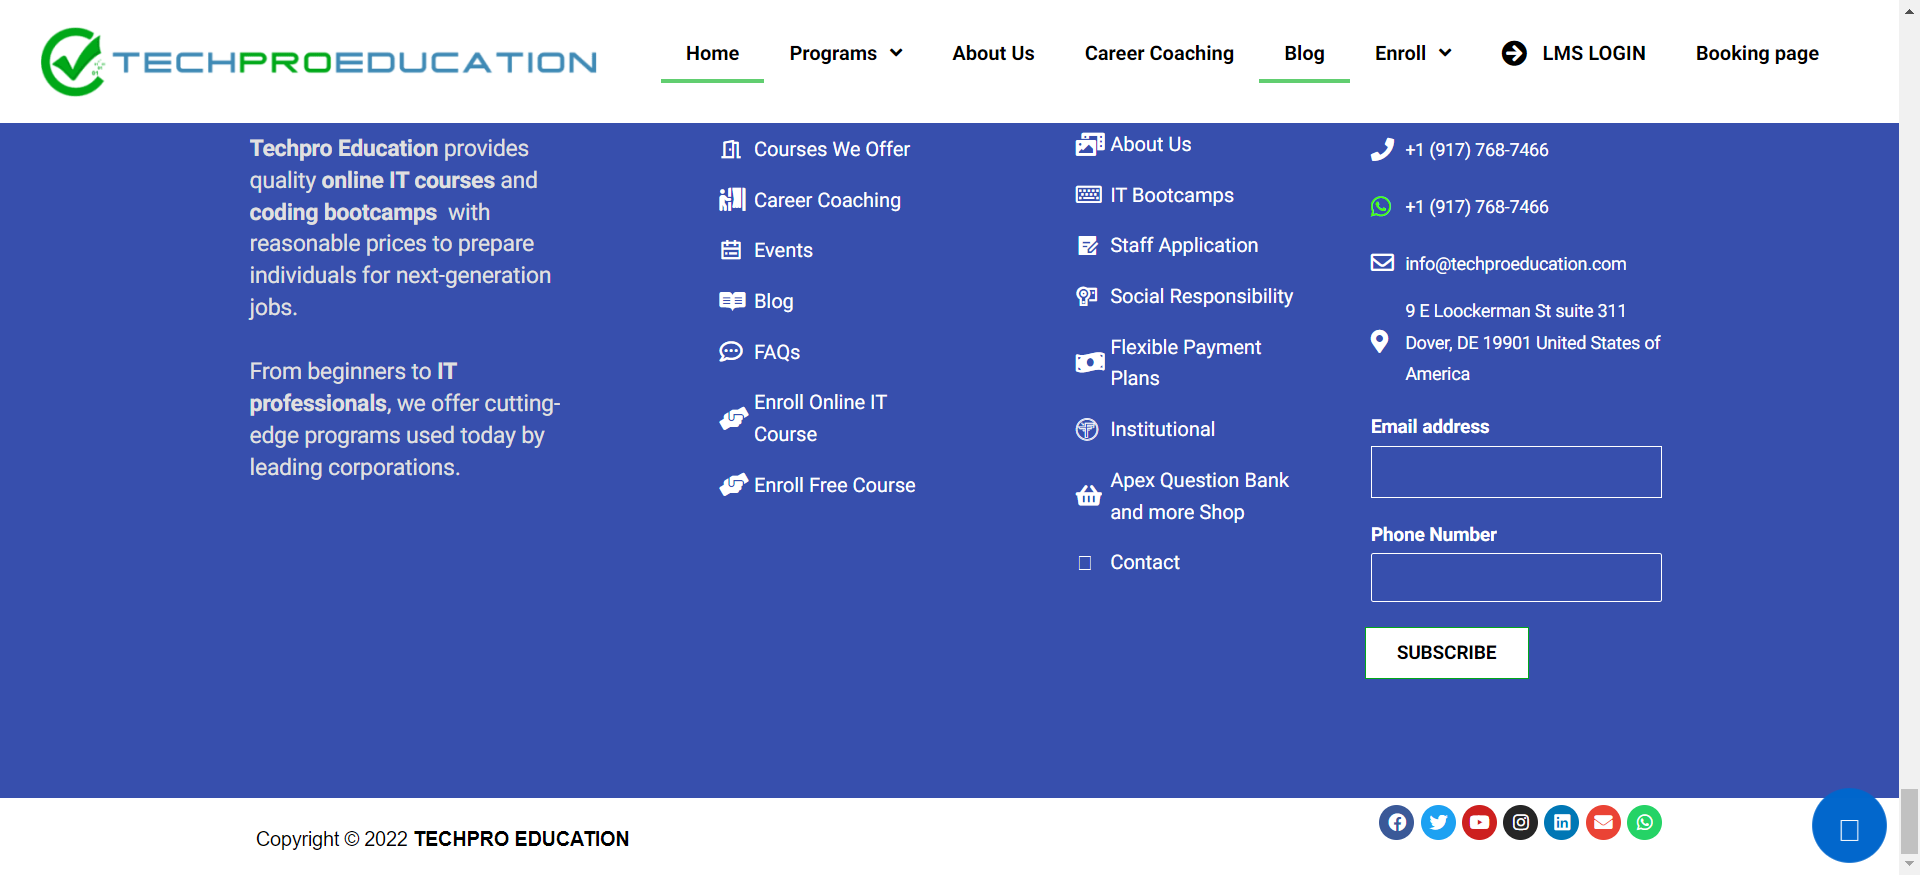 TECHPROEDUCATION
Home
Programs
About Us
Career Coaching
Blog
Enroll
LMS LOGIN
Booking page
Techpro Education provides
quality online IT courses and
coding bootcamps with
reasonable prices to prepare
individuals for next-generation
jobs.
From beginners to IT
professionals, we offer cutting-
edge programs used today by
leading corporations.
Courses We Offer
Career Coaching
Events
Blog
FAQs
Enroll Online IT
Course
Enroll Free Course
About Us
IT Bootcamps
Staff Application
Social Responsibility
Flexible Payment
Plans
Institutional
Apex Question Bank
and more Shop
Contact
+1 (917) 768-7466
+1 (917) 768-7466
info@techproeducation.com
9 E Loockerman St suite 311
Dover, DE 19901 United States of
America
Email address
Phone Number
SUBSCRIBE
Copyright © 2022 TECHPRO EDUCATION